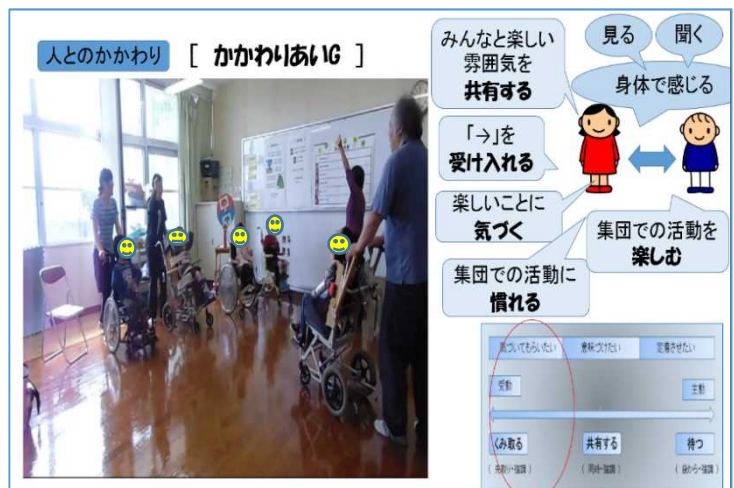 人とのかかわり [ かかわりあいG ]
みんなと楽しい
雰囲気を
共有する
見る
聞く
身体で感じる
「→」を
受け入れる
楽しいことに
気づく
集団での活動を
楽しむ
集団での活動に
慣れる
気づいてもらいたい 意味づけたい 定着させたい
受動 主動
くみ取る 共有する 待つ